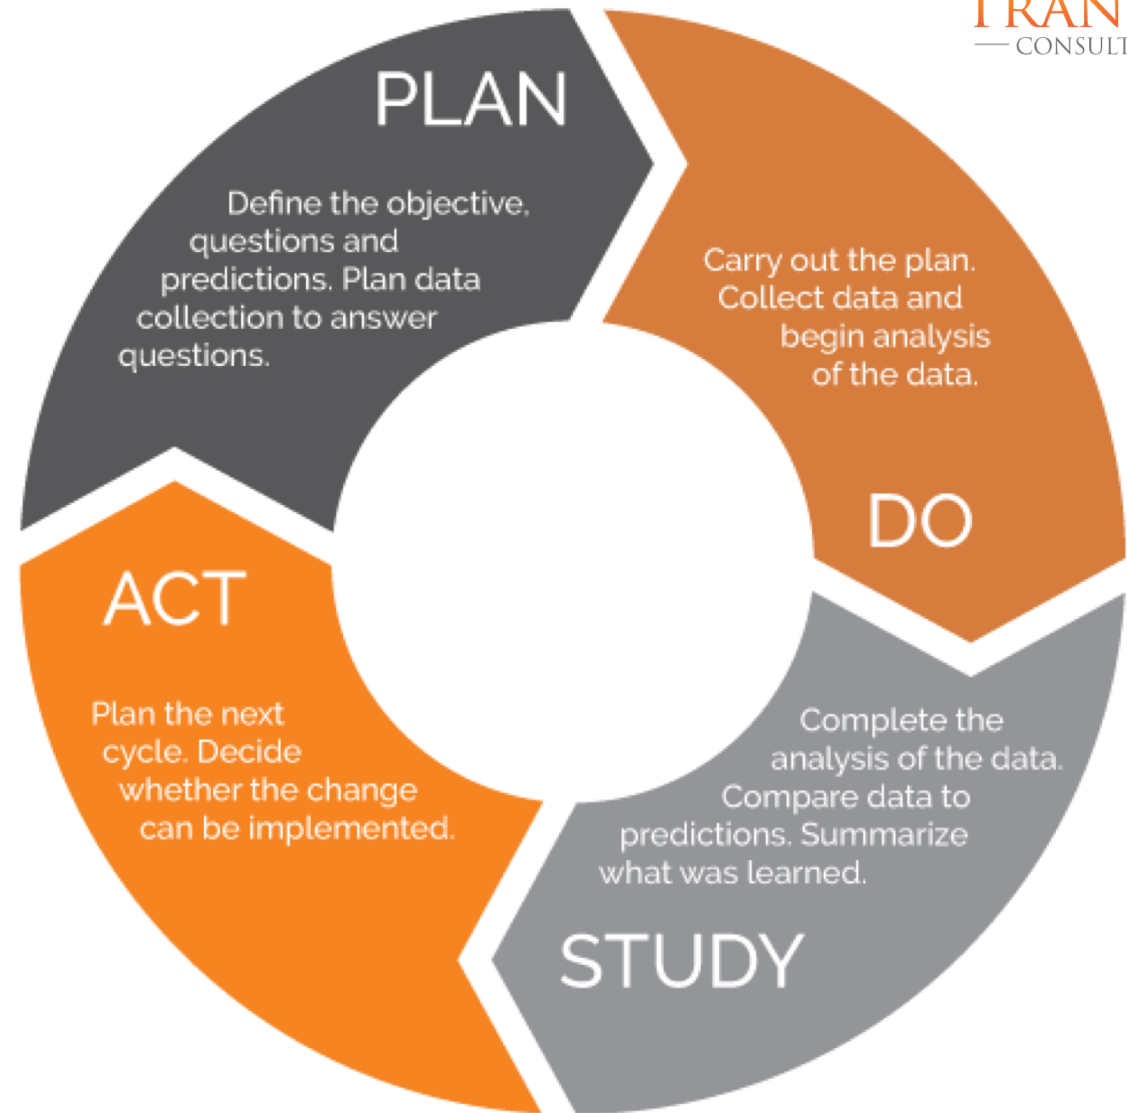 CONSULT
PLAN
Define the objective,
questions and
predictions. Plan data
collection to answer
questions.
Carry out the plan.
Collect data and
begin analysis
of the data.
DO
Complete the
analysis of the data.
Compare data to
predictions. Summarize
what was learned.
STUDY
ACT
Plan the next
cycle. Decide
whether the change
can be implemented.